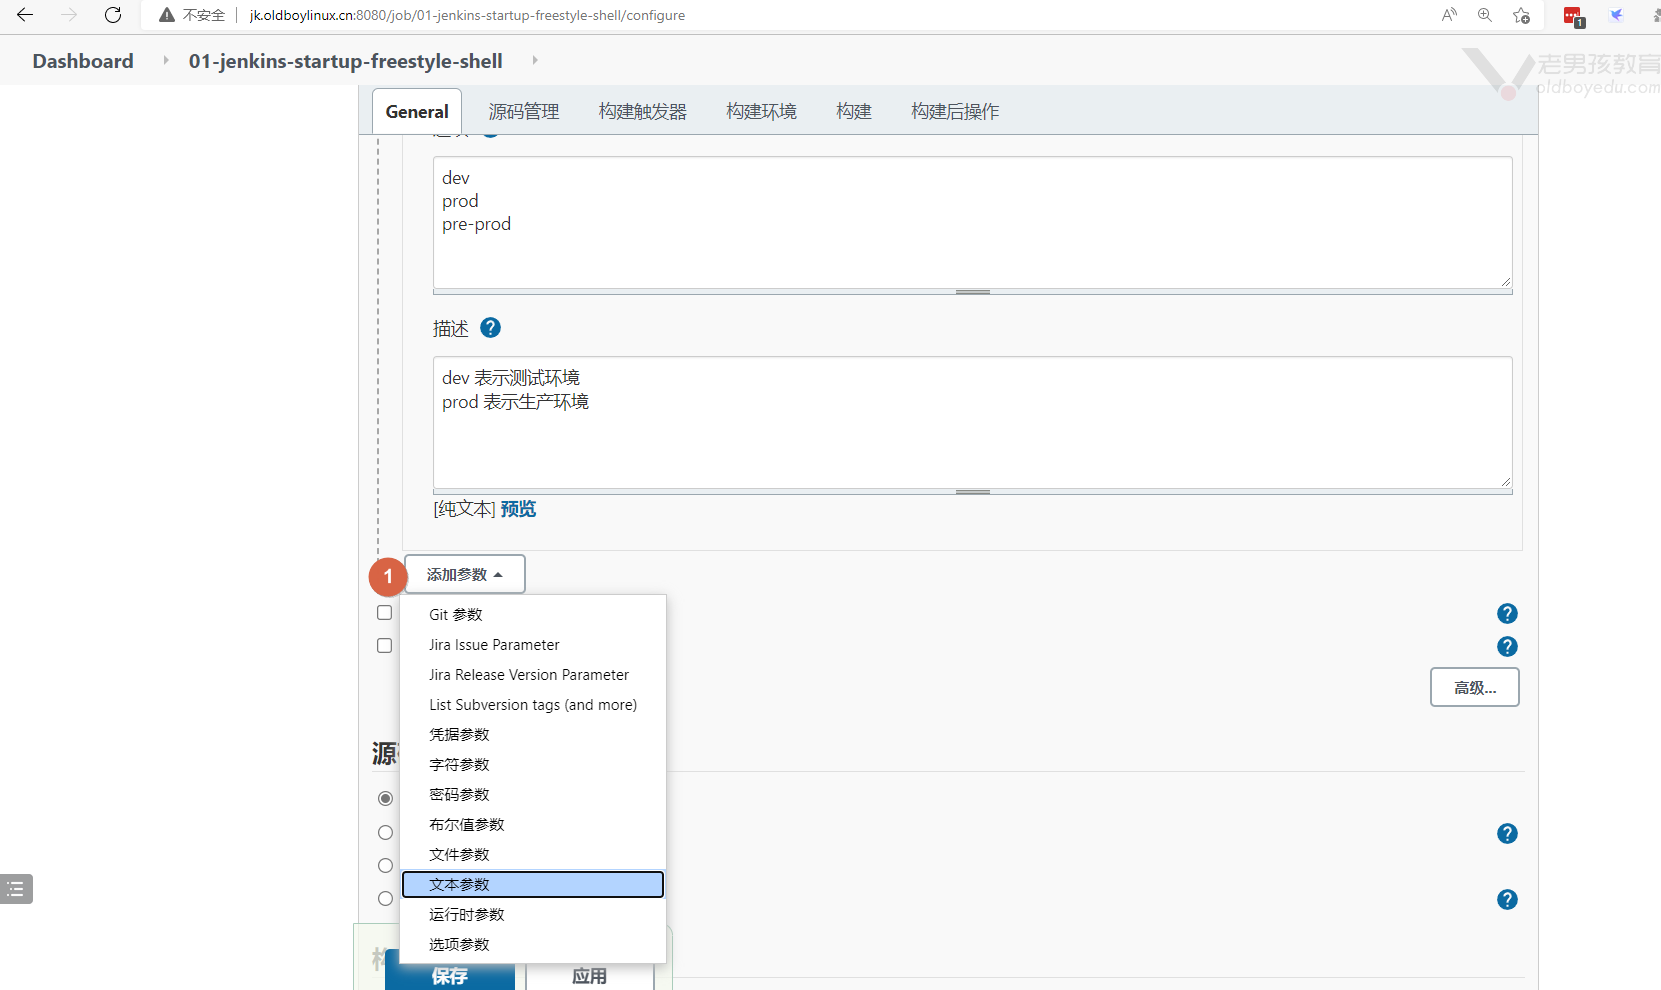 不安全 jk.oldboylinux.cn:8080/job/01-jenkins-startup-freestyle-shell/configure
1
Dashboard 01-jenkins-startup-freestyle-shell
老男孩教育
oldboyedu.com
General 源码管理 构建触发器 构建环境 构建 构建后操作
dev
prod
pre-prod
描述
dev 表示测试环境
prod 表示生产环境
[纯文本] 预览
1 添加参数
Git 参数
Jira Issue Parameter
Jira Release Version Parameter
高级...
List Subversion tags (and more)
凭据参数
源
字符参数
密码参数
布尔值参数
文件参数
文本参数
运行时参数
选项参数
保存 应用